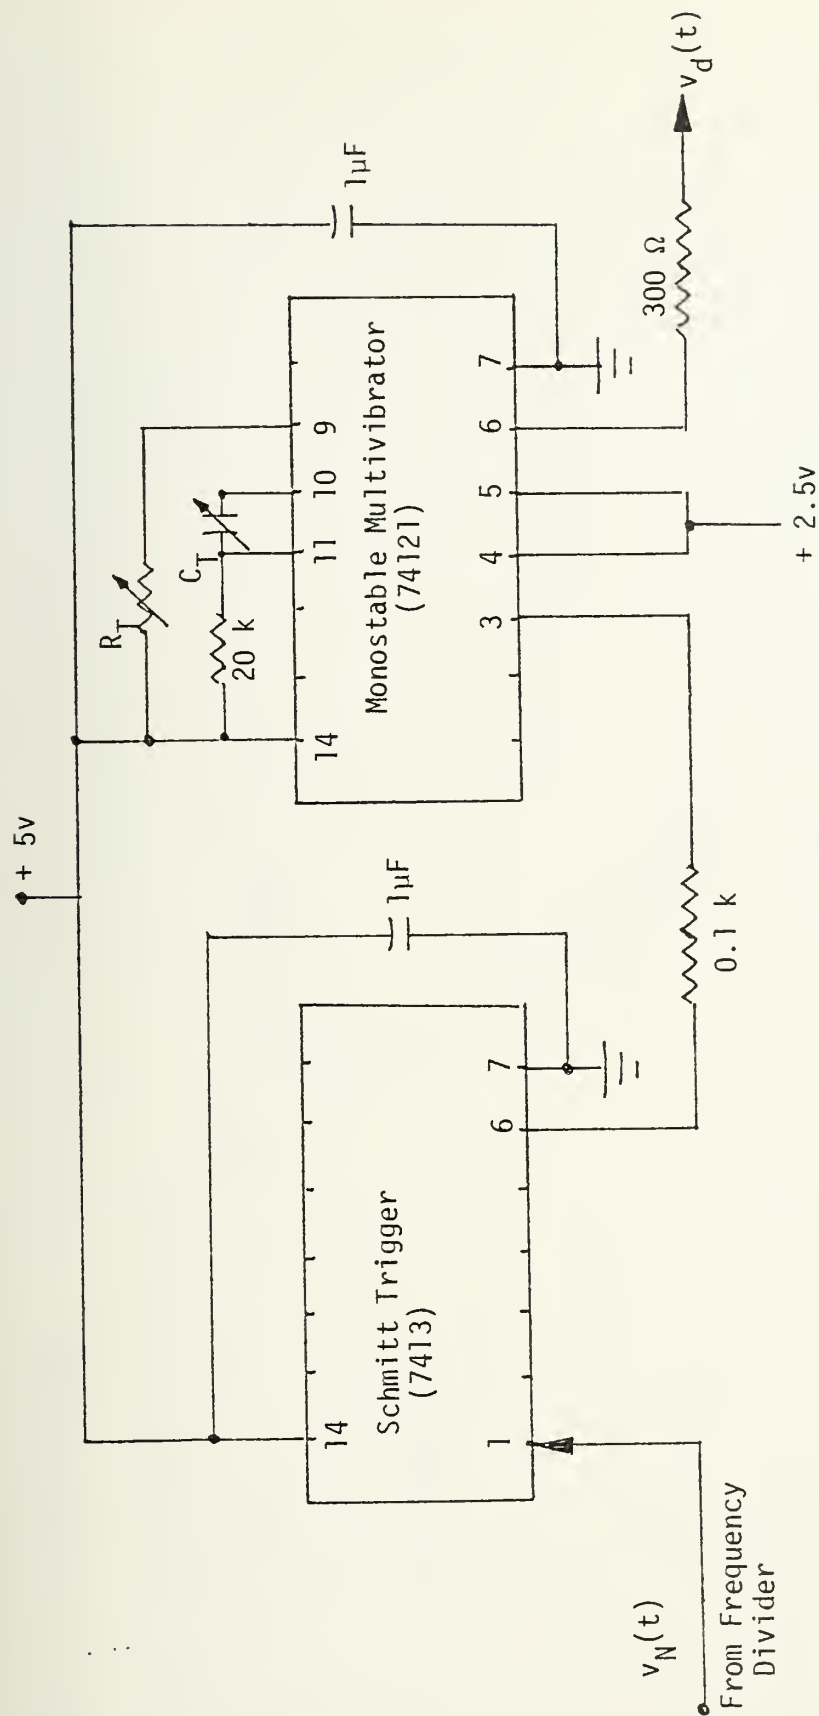 + 5v
1µF
1µF
R_T
C_T
20 k
14
11
10
9
Monostable Multivibrator
(74121)
3
4
5
6
7
300 Ω
v_d(t)
+ 2.5v
14
Schmitt Trigger
(7413)
1
6
7
0.1 k
v_N(t)
From Frequency
Divider